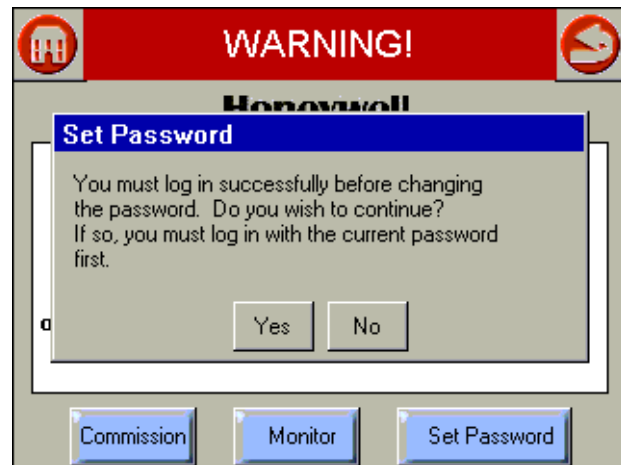 WARNING!
Honeywell
Set Password
You must log in successfully before changing
the password. Do you wish to continue?
If so, you must log in with the current password
first.
Yes No
Commission Monitor Set Password